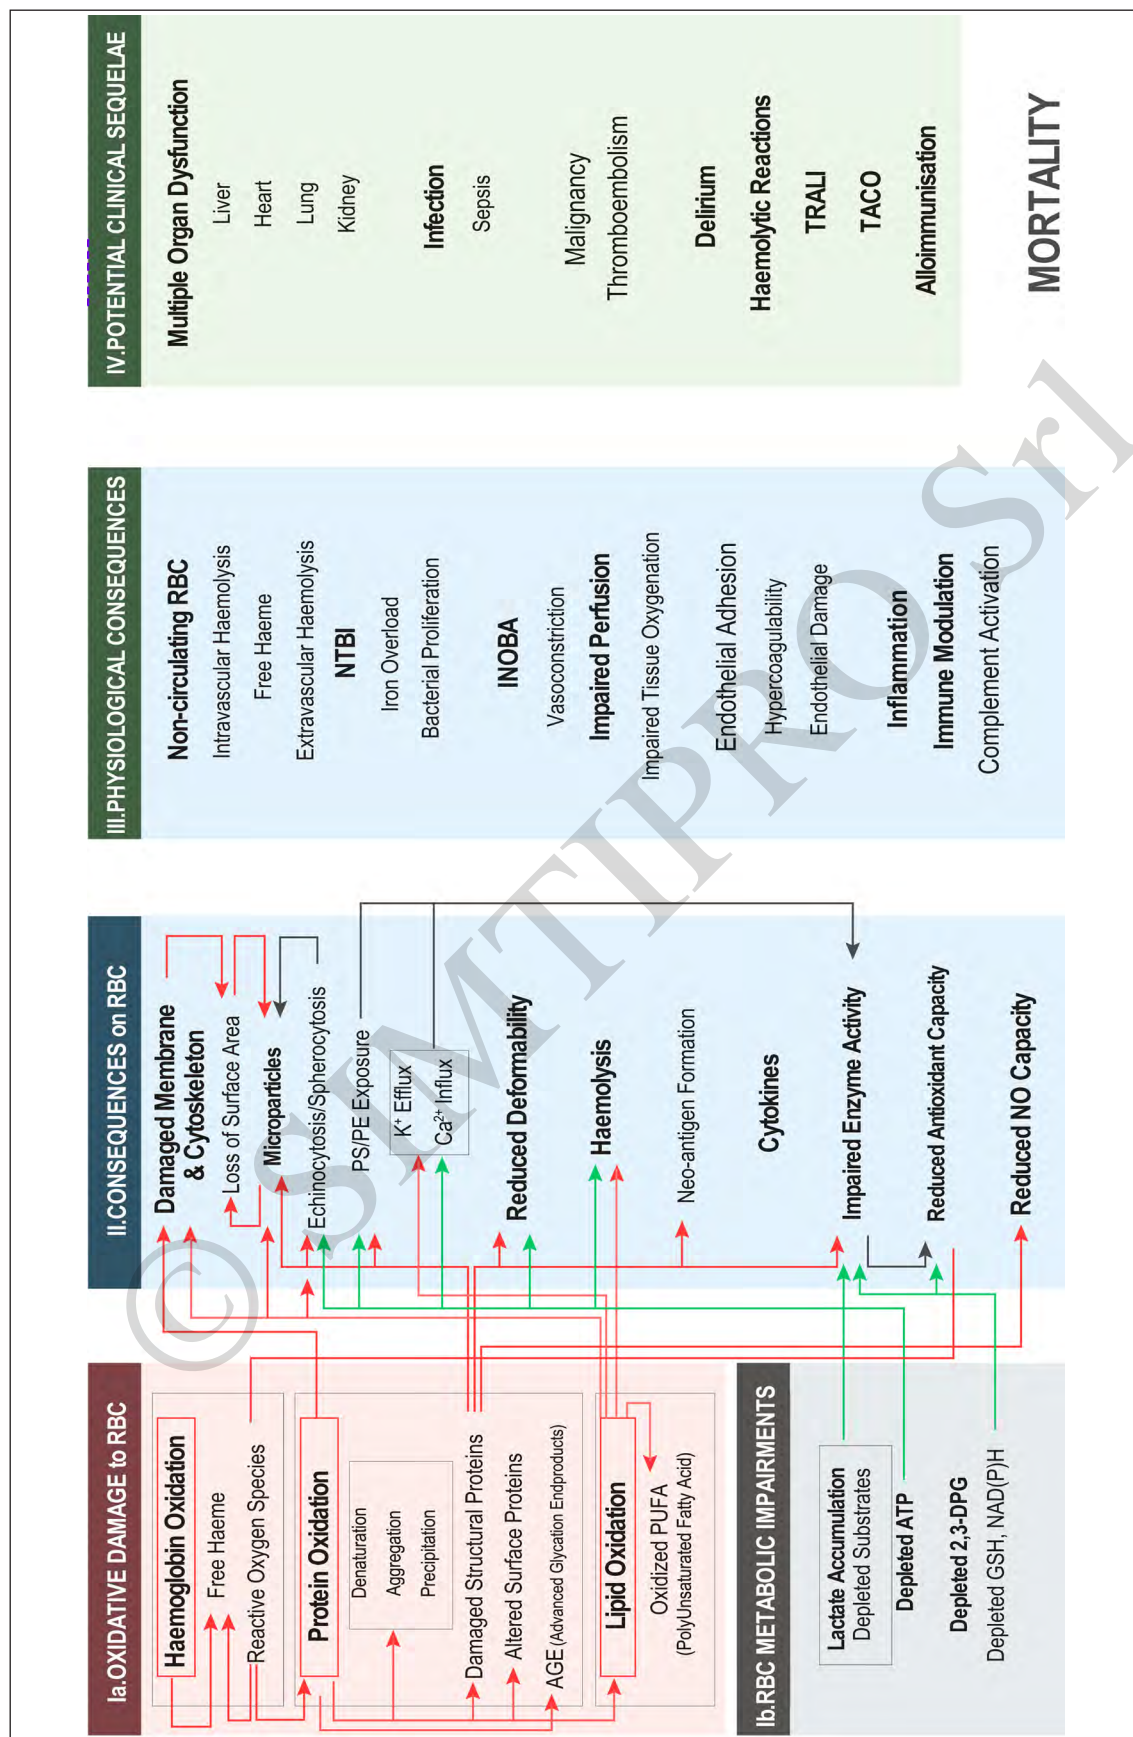 Ia.OXIDATIVE DAMAGE to RBC
Haemoglobin Oxidation
Free Haeme
Reactive Oxygen Species
Protein Oxidation
Denaturation
Aggregation
Precipitation
Damaged Structural Proteins
Altered Surface Proteins
AGE (Advanced Glycation Endproducts)
Lipid Oxidation
Oxidized PUFA
(PolyUnsaturated Fatty Acid)
Ib.RBC METABOLIC IMPAIRMENTS
Lactate Accumulation
Depleted Substrates
Depleted ATP
Depleted 2,3-DPG
Depleted GSH, NAD(P)H
II.CONSEQUENCES on RBC
Damaged Membrane
& Cytoskeleton
Loss of Surface Area
Microparticles
Echinocytosis/Spherocytosis
PS/PE Exposure
K⁺ Efflux
Ca²⁺ Influx
Reduced Deformability
Haemolysis
Neo-antigen Formation
Cytokines
Impaired Enzyme Activity
Reduced Antioxidant Capacity
Reduced NO Capacity
III.PHYSIOLOGICAL CONSEQUENCES
Non-circulating RBC
Intravascular Haemolysis
Free Haeme
Extravascular Haemolysis
NTBI
Iron Overload
Bacterial Proliferation
INOBA
Vasoconstriction
Impaired Perfusion
Impaired Tissue Oxygenation
Endothelial Adhesion
Hypercoagulability
Endothelial Damage
Inflammation
Immune Modulation
Complement Activation
IV.POTENTIAL CLINICAL SEQUELAE
Multiple Organ Dysfunction
Liver
Heart
Lung
Kidney
Infection
Sepsis
Malignancy
Thromboembolism
Delirium
Haemolytic Reactions
TRALI
TACO
Alloimmunisation
MORTALITY
© SIMTIPRO Srl